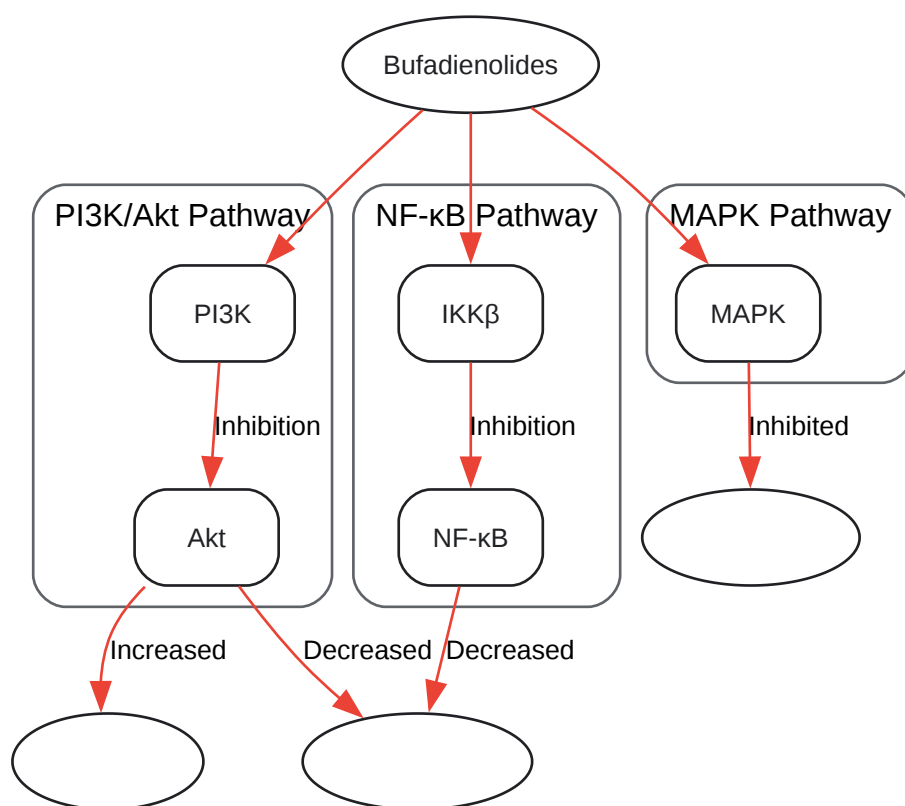 Bufadienolides
PI3K/Akt Pathway
NF-κB Pathway
MAPK Pathway
PI3K
IKKβ
MAPK
Inhibition
Inhibition
Inhibited
Akt
NF-κB
Increased
Decreased
Decreased